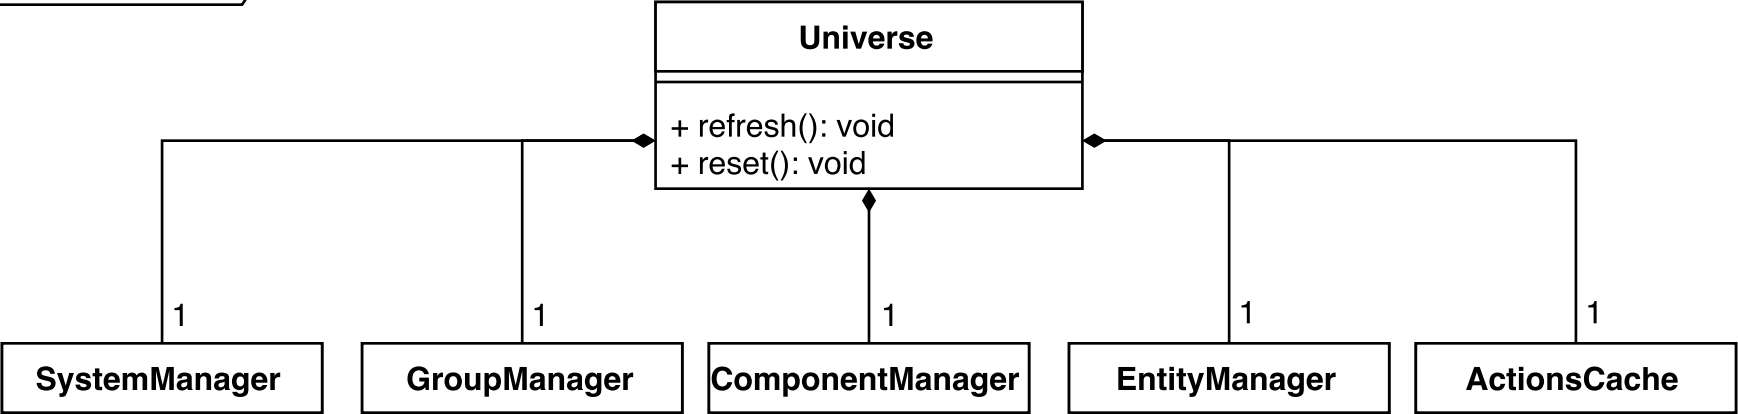 Universe
+ refresh(): void
+ reset(): void
1
1
1
1
1
SystemManager
GroupManager
ComponentManager
EntityManager
ActionsCache